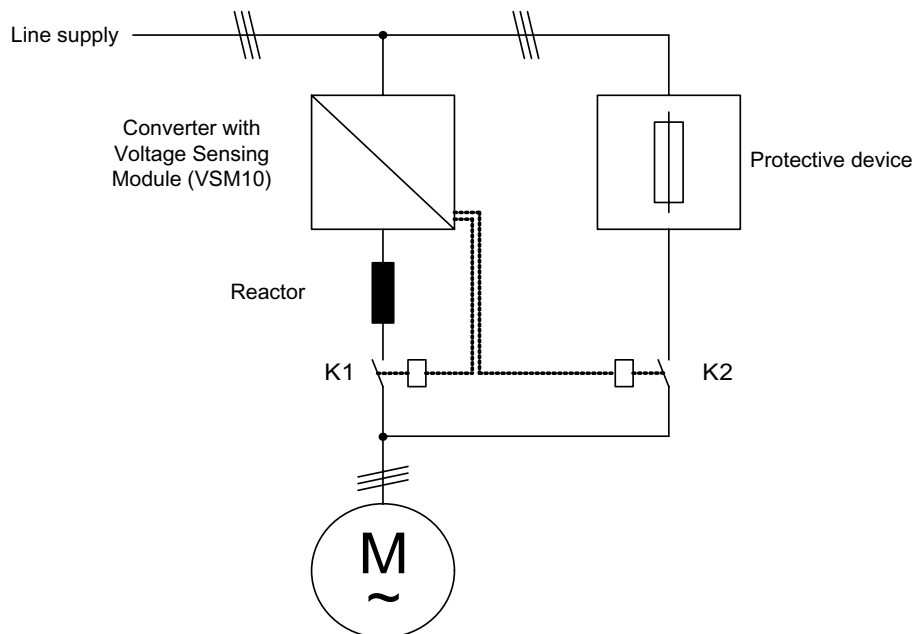 Line supply
Converter with
Voltage Sensing
Module (VSM10)
Protective device
Reactor
K1
K2
M
~